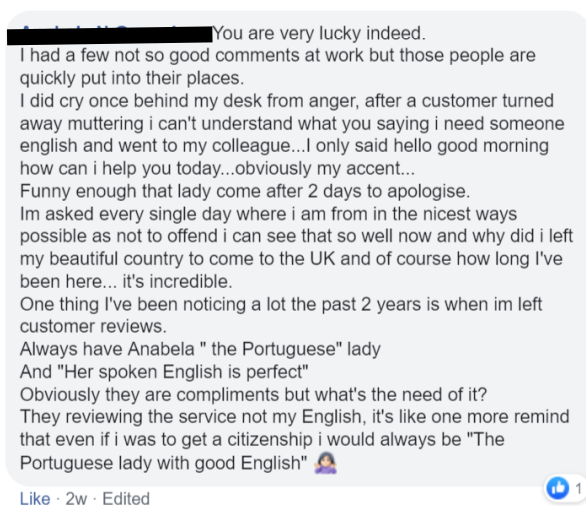 You are very lucky indeed.
I had a few not so good comments at work but those people are
quickly put into their places.
I did cry once behind my desk from anger, after a customer turned
away muttering i can't understand what you saying i need someone
english and went to my colleague...I only said hello good morning
how can i help you today...obviously my accent...
Funny enough that lady come after 2 days to apologise.
Im asked every single day where i am from in the nicest ways
possible as not to offend i can see that so well now and why did i left
my beautiful country to come to the UK and of course how long I've
been here... it's incredible.
One thing I've been noticing a lot the past 2 years is when im left
customer reviews.
Always have Anabela " the Portuguese" lady
And "Her spoken English is perfect"
Obviously they are compliments but what's the need of it?
They reviewing the service not my English, it's like one more remind
that even if i was to get a citizenship i would always be "The
Portuguese lady with good English" 🤷🏻‍♀️
1
Like · 2w · Edited